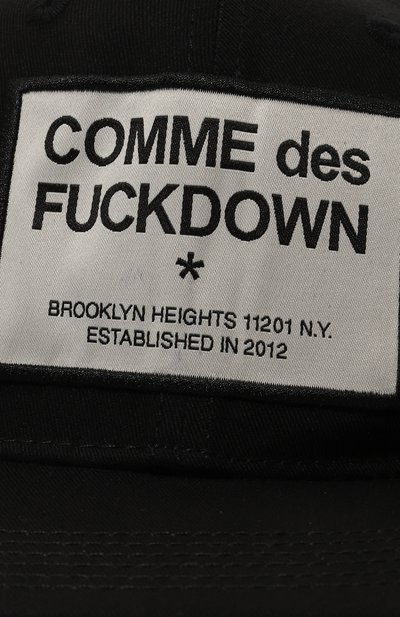 COMME des
FUCKDOWN
*
BROOKLYN HEIGHTS 11201 N.Y.
ESTABLISHED IN 2012